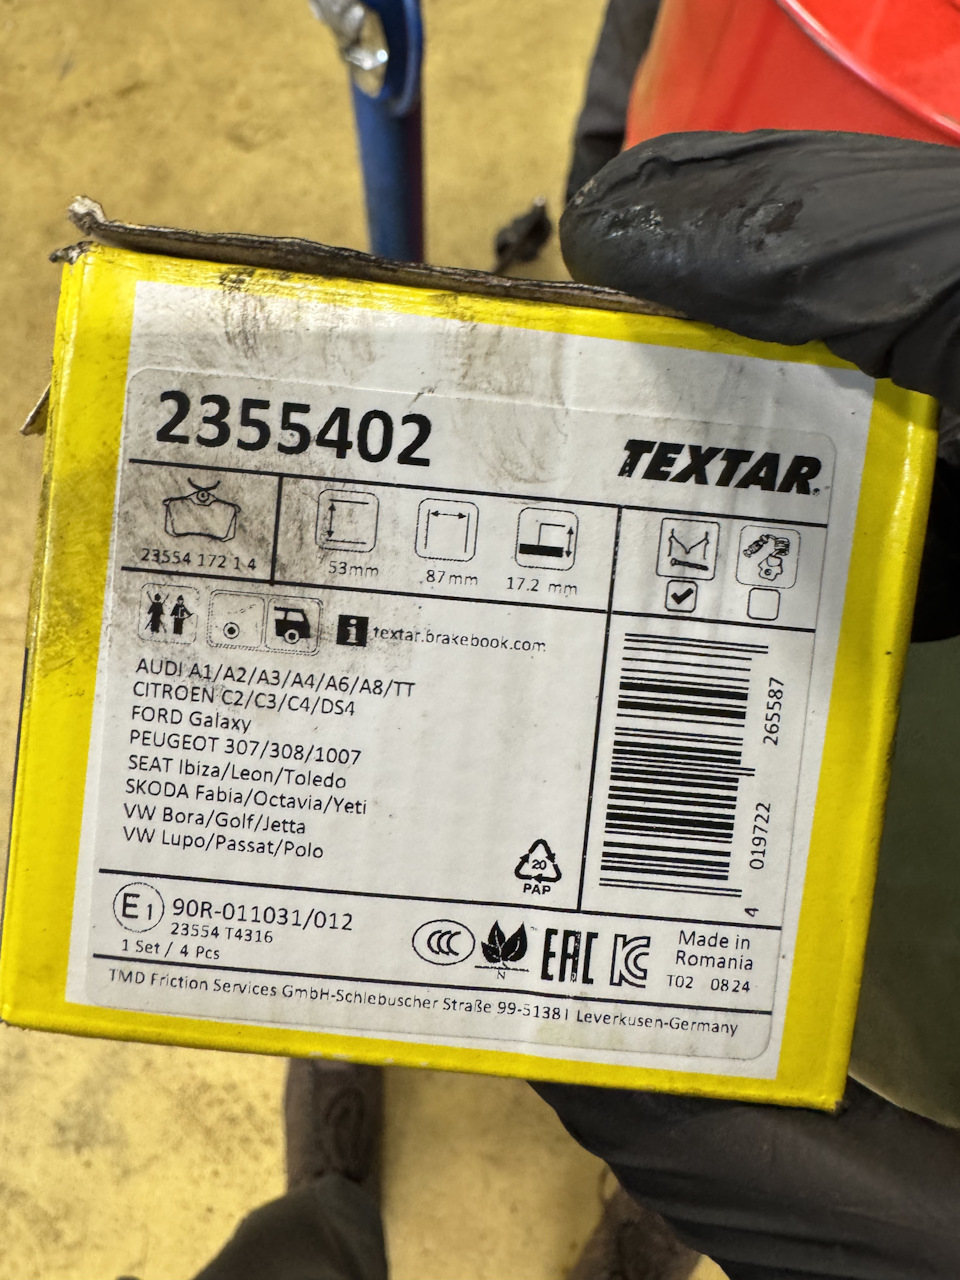 2355402
TEXTAR
23554 172 1 4
53mm
87mm
17.2 mm
i textar.brakebook.com
AUDI A1/A2/A3/A4/A6/A8/TT
CITROEN C2/C3/C4/DS4
FORD Galaxy
PEUGEOT 307/308/1007
SEAT Ibiza/Leon/Toledo
SKODA Fabia/Octavia/Yeti
VW Bora/Golf/Jetta
VW Lupo/Passat/Polo
20
PAP
4 019722 265587
E1 90R-011031/012
23554 T4316
1 Set / 4 Pcs
CCC
N
EAC
KC
Made in
Romania
T02 0824
TMD Friction Services GmbH-Schlebuscher Straße 99-51381 Leverkusen-Germany